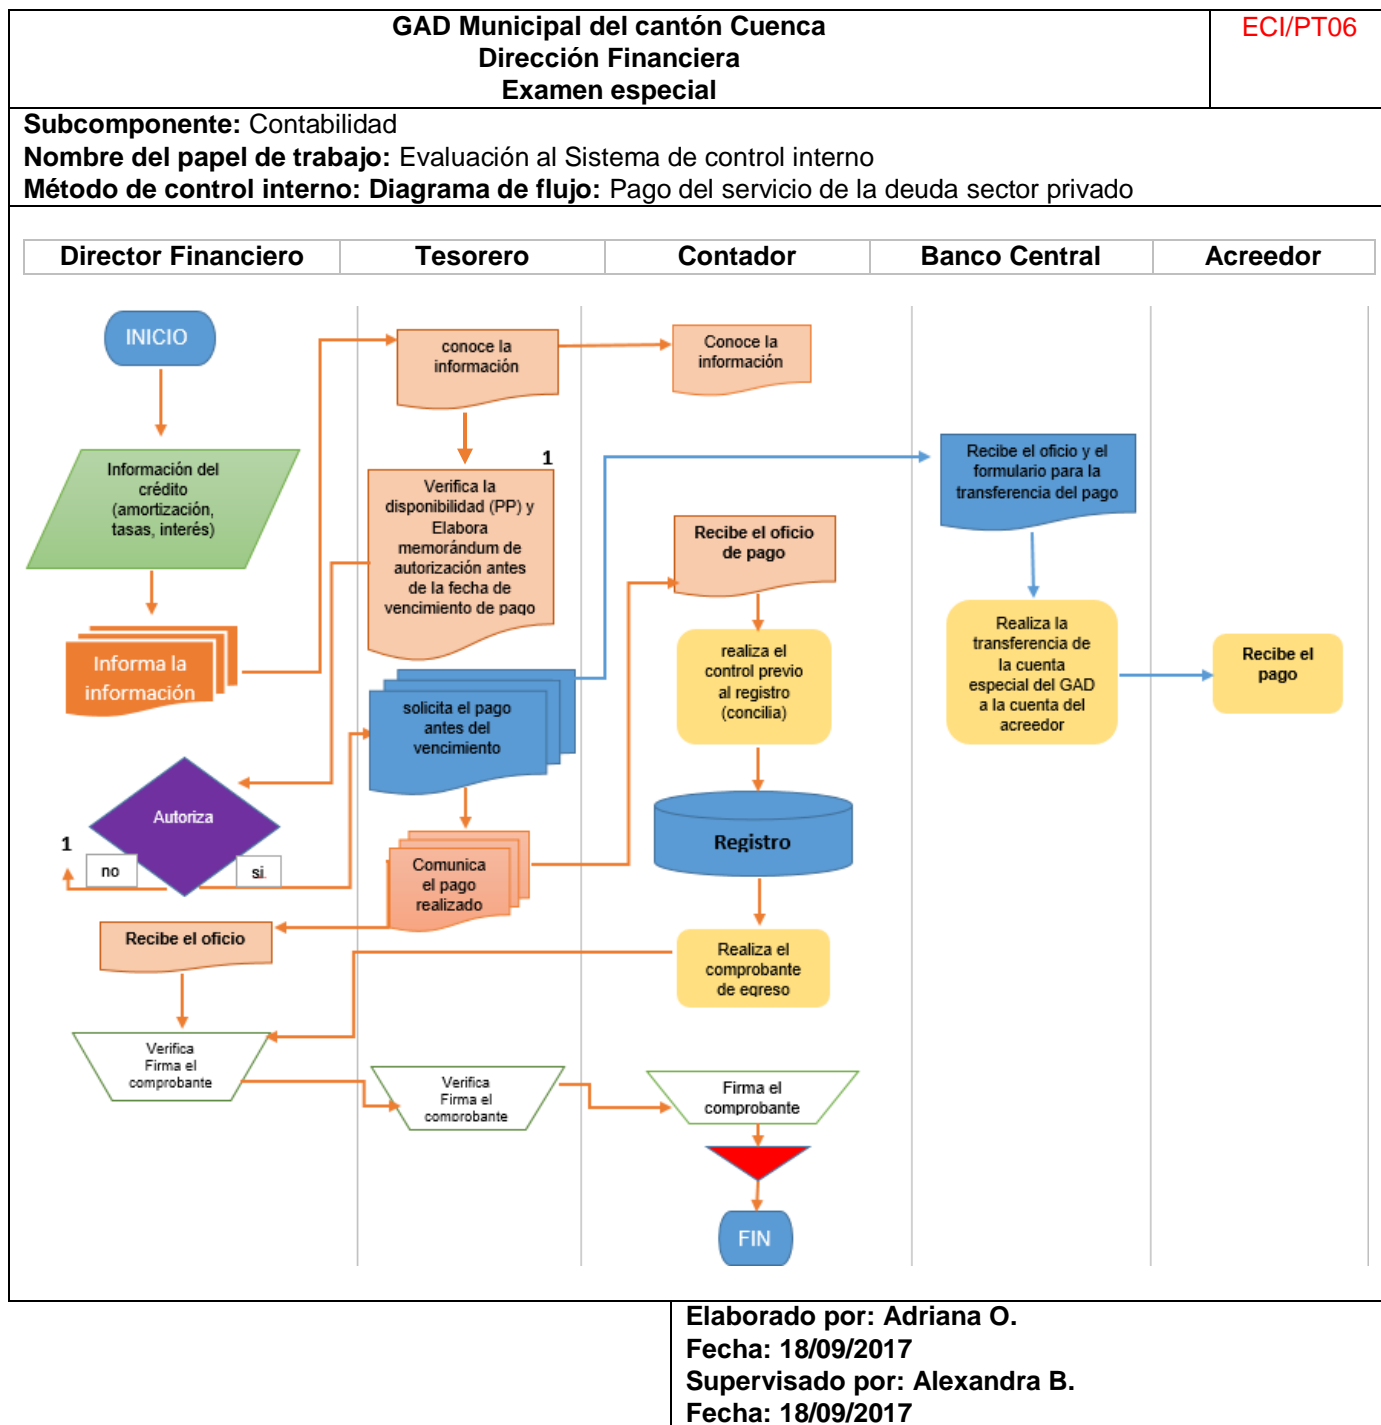 GAD Municipal del cantón Cuenca
Dirección Financiera
Examen especial
ECI/PT06
Subcomponente: Contabilidad
Nombre del papel de trabajo: Evaluación al Sistema de control interno
Método de control interno: Diagrama de flujo: Pago del servicio de la deuda sector privado
Director Financiero
Tesorero
Contador
Banco Central
Acreedor
INICIO
conoce la
información
Conoce la
información
Información del
crédito
(amortización,
tasas, interés)
1
Verifica la
disponibilidad (PP) y
Elabora
memorándum de
autorización antes
de la fecha de
vencimiento de pago
Recibe el oficio y el
formulario para la
transferencia del pago
Recibe el oficio
de pago
Informa la
información
realiza el
control previo
al registro
(concilia)
Realiza la
transferencia de
la cuenta
especial del GAD
a la cuenta del
acreedor
Recibe el
pago
solicita el pago
antes del
vencimiento
Autoriza
1
no
si
Registro
Comunica
el pago
realizado
Recibe el oficio
Realiza el
comprobante
de egreso
Verifica
Firma el
comprobante
Verifica
Firma el
comprobante
Firma el
comprobante
FIN
Elaborado por: Adriana O.
Fecha: 18/09/2017
Supervisado por: Alexandra B.
Fecha: 18/09/2017